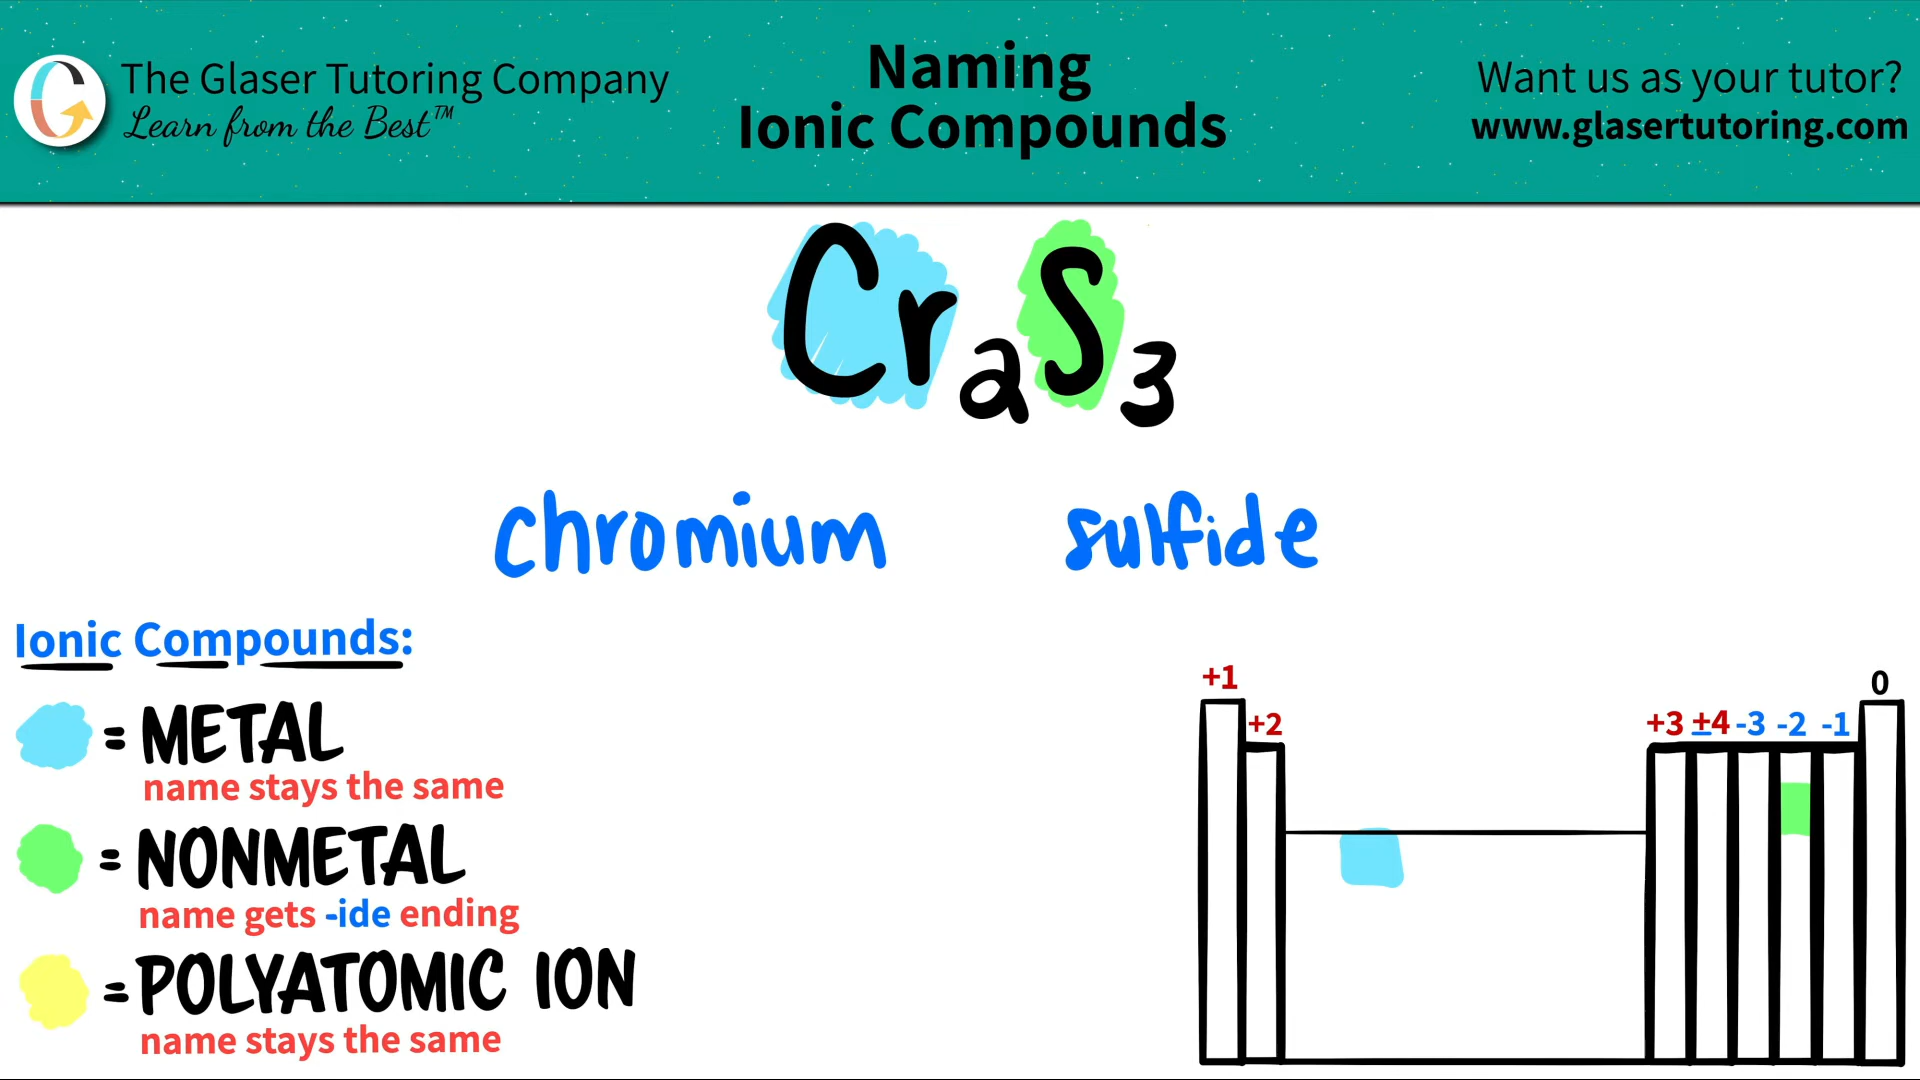 The Glaser Tutoring Company
Learn from the Best™
Naming
Ionic Compounds
Want us as your tutor?
www.glasertutoring.com
Cr₂S₃
chromium sulfide
Ionic Compounds:
= METAL
name stays the same
= NONMETAL
name gets -ide ending
= POLYATOMIC ION
name stays the same
+1
0
+2
+3 ±4 -3 -2 -1